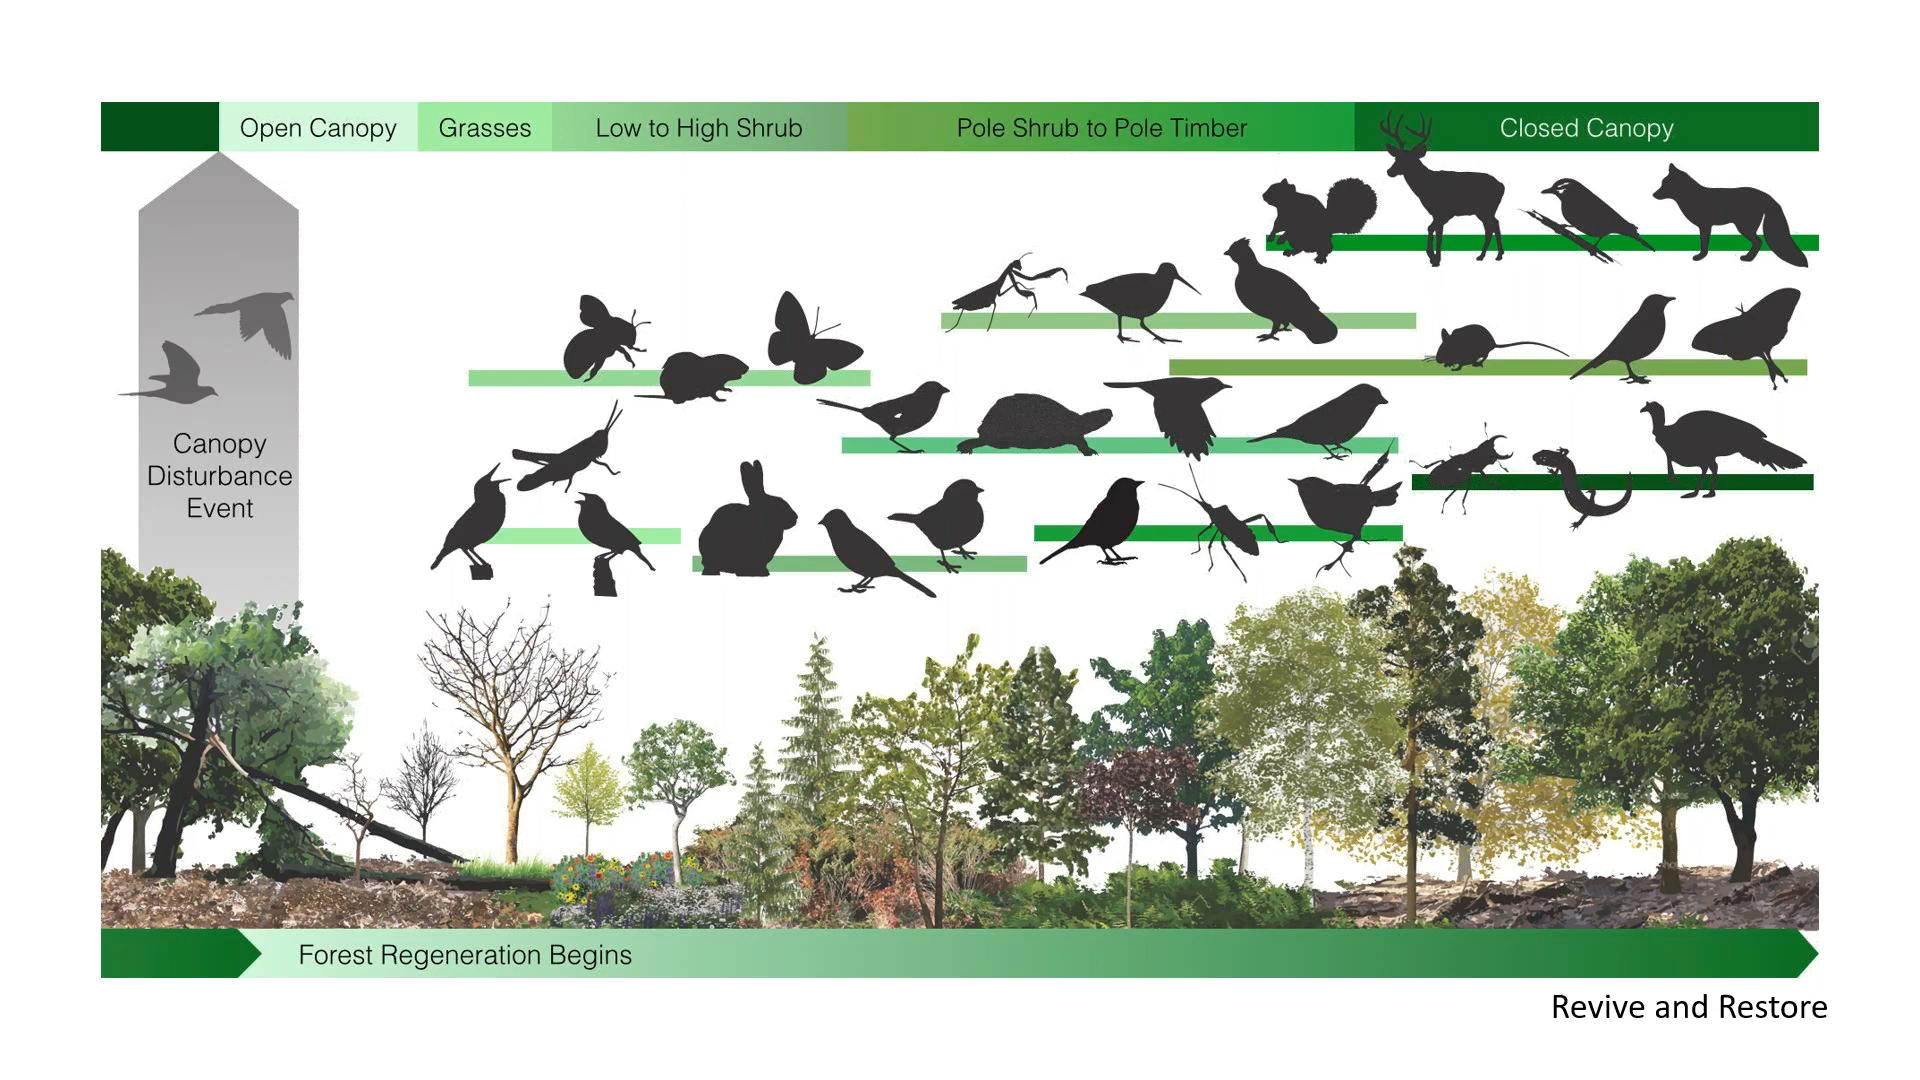 Open Canopy
Grasses
Low to High Shrub
Pole Shrub to Pole Timber
Closed Canopy
Canopy
Disturbance
Event
Forest Regeneration Begins
Revive and Restore